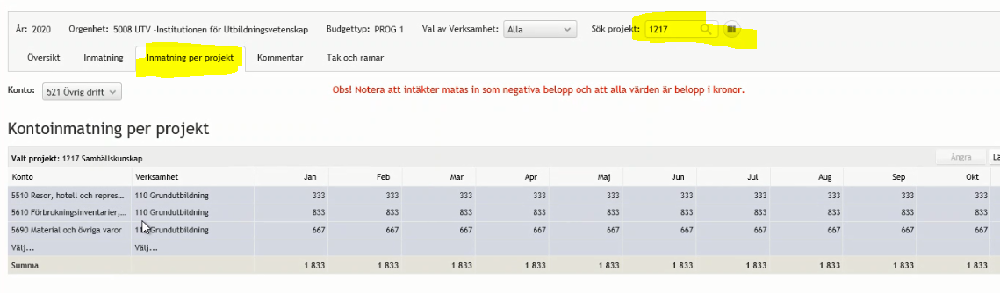 År: 2020 Orgenhet: 5008 UTV -Institutionen för Utbildningsvetenskap Budgettyp: PROG 1 Val av Verksamhet: Alla Sök projekt: 1217
Översikt Inmatning Inmatning per projekt Kommentar Tak och ramar
Konto: 521 Övrig drift Obs! Notera att intäkter matas in som negativa belopp och att alla värden är belopp i kronor.
Kontoinmatning per projekt
Valt projekt: 1217 Samhällskunskap Ångra Lä
Konto Verksamhet Jan Feb Mar Apr Maj Jun Jul Aug Sep Okt
5510 Resor, hotell och repres... 110 Grundutbildning 333 333 333 333 333 333 333 333 333 333
5610 Förbrukningsinventarier,... 110 Grundutbildning 833 833 833 833 833 833 833 833 833 833
5690 Material och övriga varor 110 Grundutbildning 667 667 667 667 667 667 667 667 667 667
Välj... Välj...
Summa 1 833 1 833 1 833 1 833 1 833 1 833 1 833 1 833 1 833 1 833